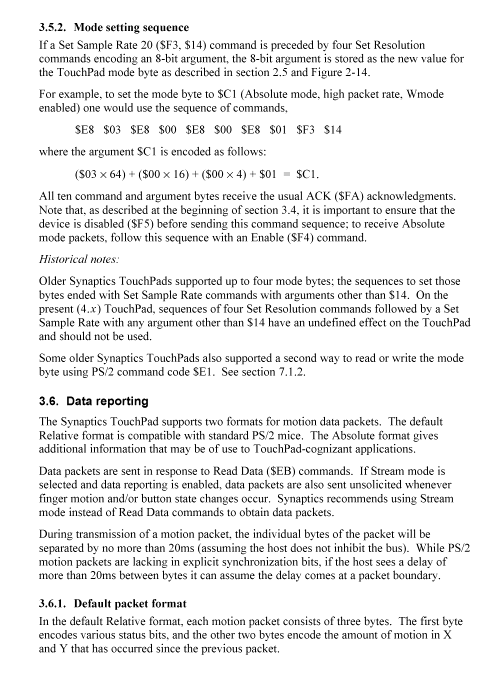 3.5.2. Mode setting sequence
If a Set Sample Rate 20 ($F3, $14) command is preceded by four Set Resolution
commands encoding an 8-bit argument, the 8-bit argument is stored as the new value for
the TouchPad mode byte as described in section 2.5 and Figure 2-14.
For example, to set the mode byte to $C1 (Absolute mode, high packet rate, Wmode
enabled) one would use the sequence of commands,
$E8 $03 $E8 $00 $E8 $00 $E8 $01 $F3 $14
where the argument $C1 is encoded as follows:
($03 × 64) + ($00 × 16) + ($00 × 4) + $01 = $C1.
All ten command and argument bytes receive the usual ACK ($FA) acknowledgments.
Note that, as described at the beginning of section 3.4, it is important to ensure that the
device is disabled ($F5) before sending this command sequence; to receive Absolute
mode packets, follow this sequence with an Enable ($F4) command.
Historical notes:
Older Synaptics TouchPads supported up to four mode bytes; the sequences to set those
bytes ended with Set Sample Rate commands with arguments other than $14. On the
present (4.x) TouchPad, sequences of four Set Resolution commands followed by a Set
Sample Rate with any argument other than $14 have an undefined effect on the TouchPad
and should not be used.
Some older Synaptics TouchPads also supported a second way to read or write the mode
byte using PS/2 command code $E1. See section 7.1.2.
3.6. Data reporting
The Synaptics TouchPad supports two formats for motion data packets. The default
Relative format is compatible with standard PS/2 mice. The Absolute format gives
additional information that may be of use to TouchPad-cognizant applications.
Data packets are sent in response to Read Data ($EB) commands. If Stream mode is
selected and data reporting is enabled, data packets are also sent unsolicited whenever
finger motion and/or button state changes occur. Synaptics recommends using Stream
mode instead of Read Data commands to obtain data packets.
During transmission of a motion packet, the individual bytes of the packet will be
separated by no more than 20ms (assuming the host does not inhibit the bus). While PS/2
motion packets are lacking in explicit synchronization bits, if the host sees a delay of
more than 20ms between bytes it can assume the delay comes at a packet boundary.
3.6.1. Default packet format
In the default Relative format, each motion packet consists of three bytes. The first byte
encodes various status bits, and the other two bytes encode the amount of motion in X
and Y that has occurred since the previous packet.